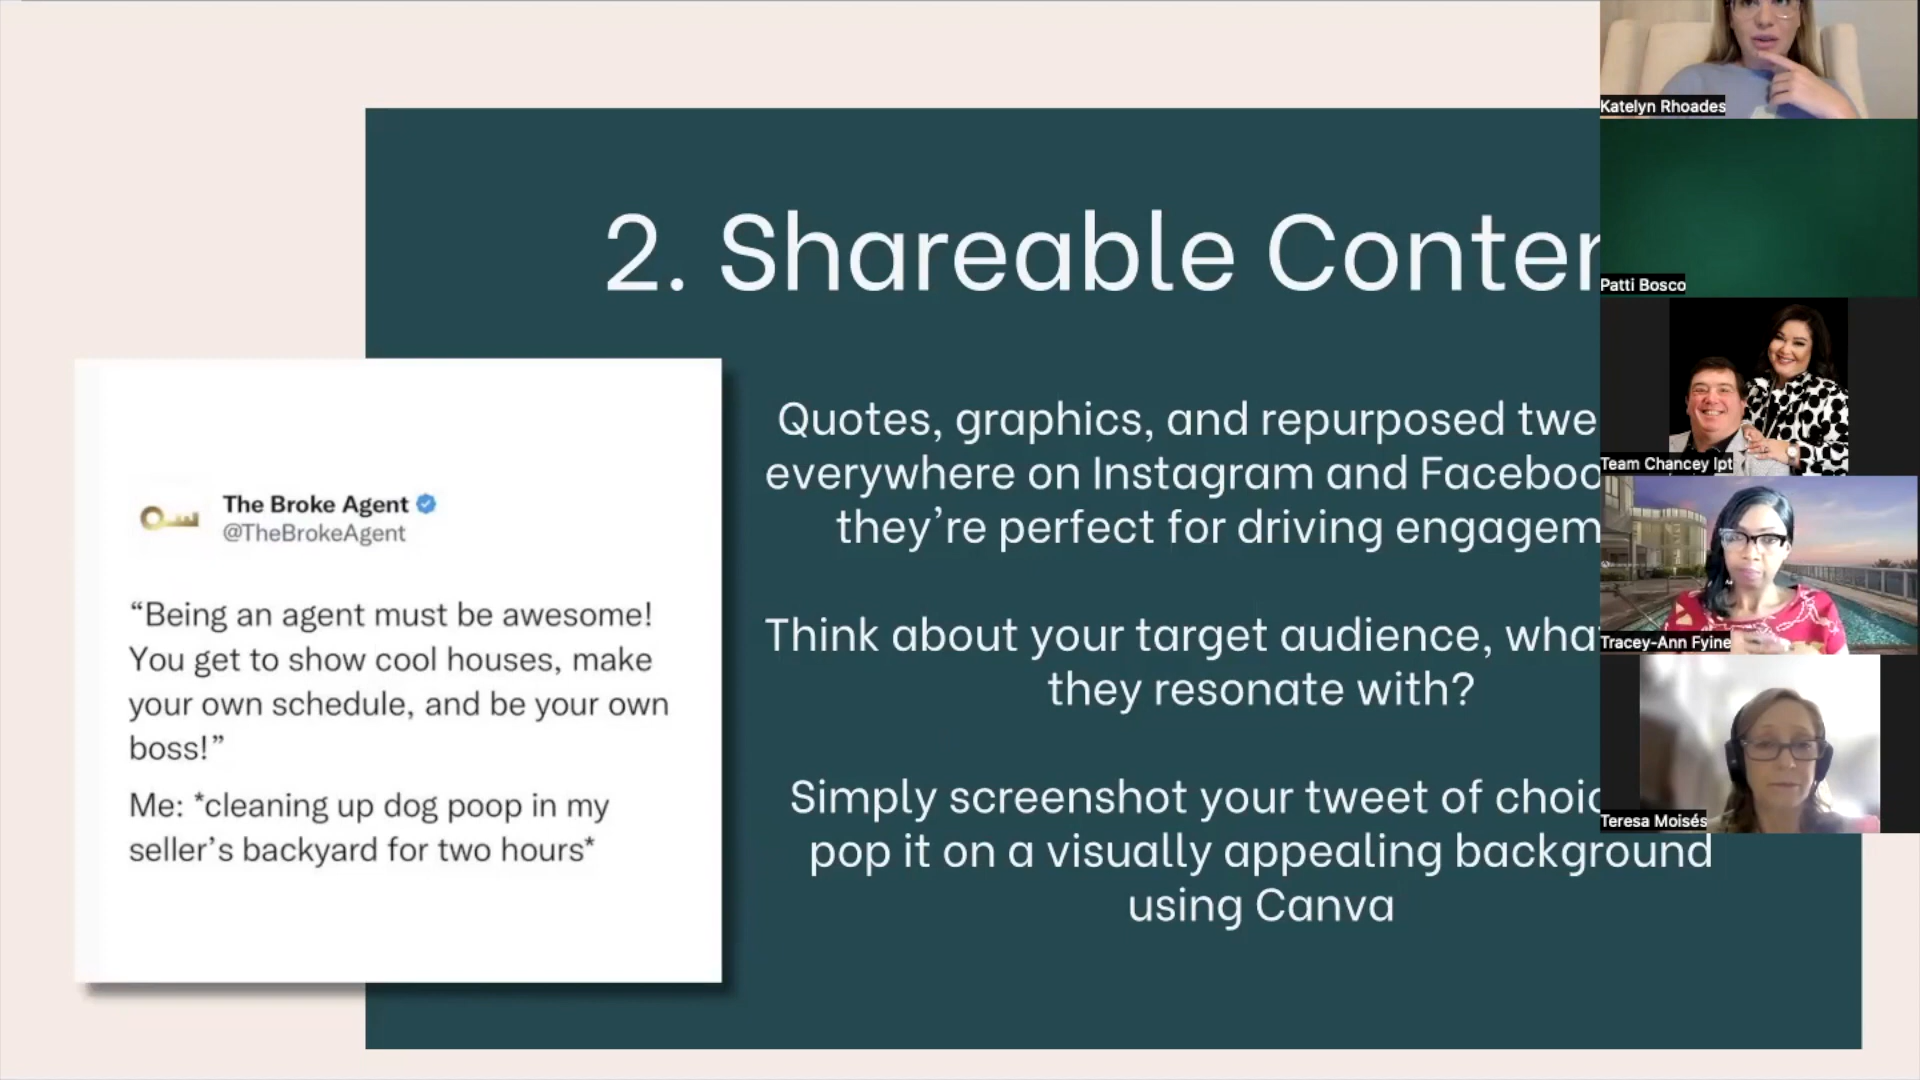 2. Shareable Conten
Quotes, graphics, and repurposed twe
everywhere on Instagram and Faceboo
they’re perfect for driving engagem
Think about your target audience, wha
they resonate with?
Simply screenshot your tweet of choic
pop it on a visually appealing background
using Canva
The Broke Agent
@TheBrokeAgent
“Being an agent must be awesome!
You get to show cool houses, make
your own schedule, and be your own
boss!”
Me: *cleaning up dog poop in my
seller’s backyard for two hours*
Katelyn Rhoades
Patti Bosco
Team Chancey Ipt
Tracey-Ann Fyine
Teresa Moisés